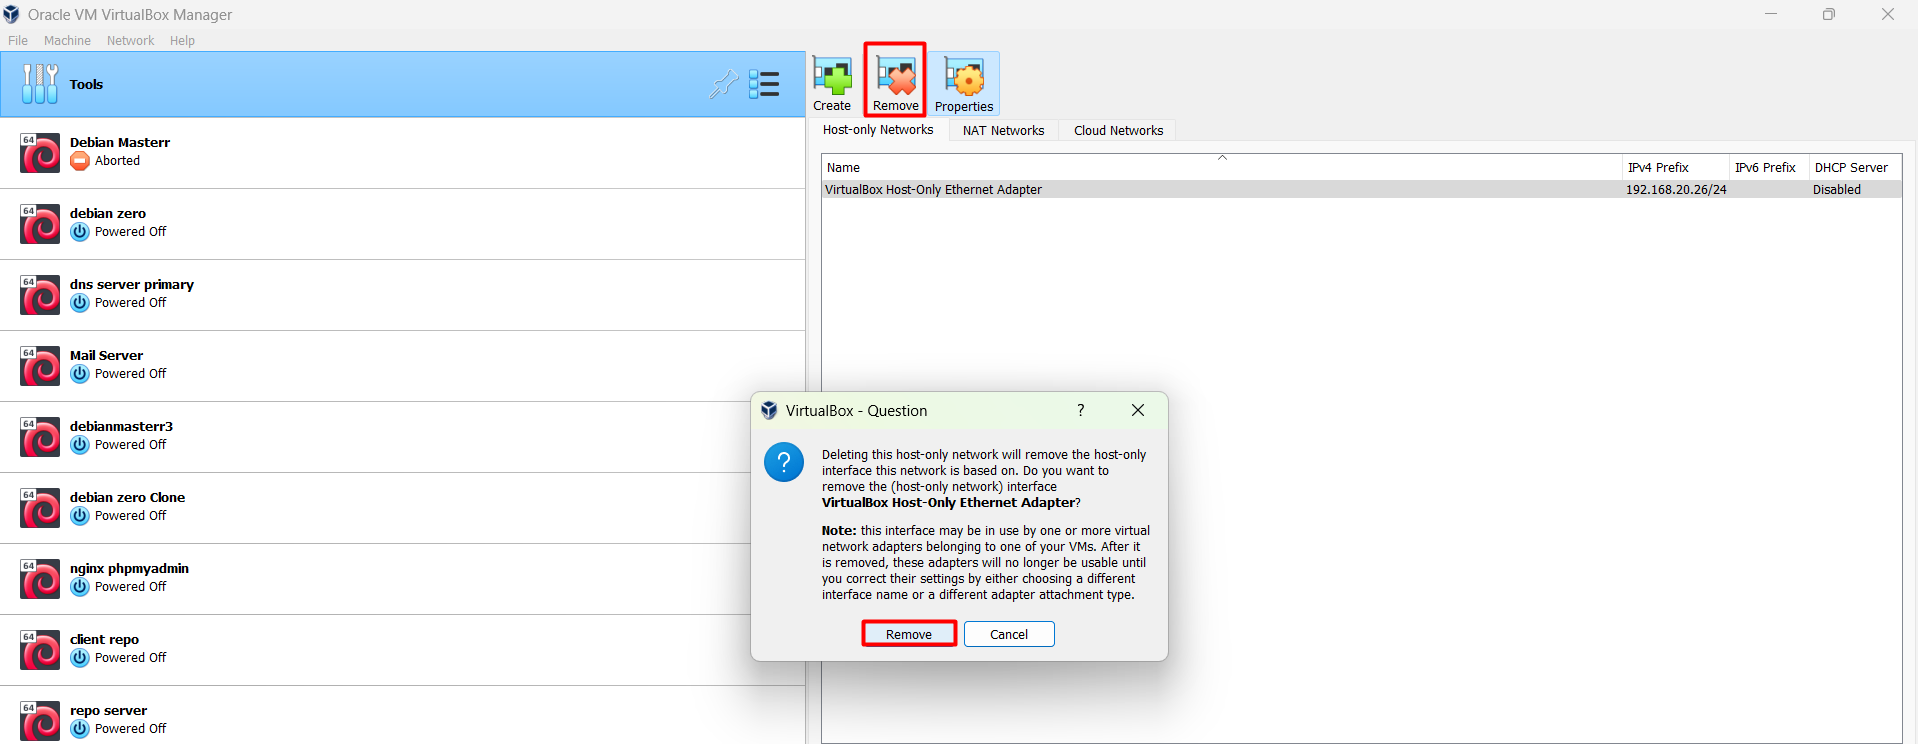 Oracle VM VirtualBox Manager
File Machine Network Help
Tools
Create
Remove
Properties
Host-only Networks
NAT Networks
Cloud Networks
Name
IPv4 Prefix
IPv6 Prefix
DHCP Server
VirtualBox Host-Only Ethernet Adapter
192.168.20.26/24
Disabled
64
Debian Masterr
Aborted
64
debian zero
Powered Off
64
dns server primary
Powered Off
64
Mail Server
Powered Off
64
debianmasterr3
Powered Off
64
debian zero Clone
Powered Off
64
nginx phpmyadmin
Powered Off
64
client repo
Powered Off
64
repo server
Powered Off
VirtualBox - Question
?
?
Deleting this host-only network will remove the host-only
interface this network is based on. Do you want to
remove the (host-only network) interface
VirtualBox Host-Only Ethernet Adapter?
Note: this interface may be in use by one or more virtual
network adapters belonging to one of your VMs. After it
is removed, these adapters will no longer be usable until
you correct their settings by either choosing a different
interface name or a different adapter attachment type.
Remove
Cancel